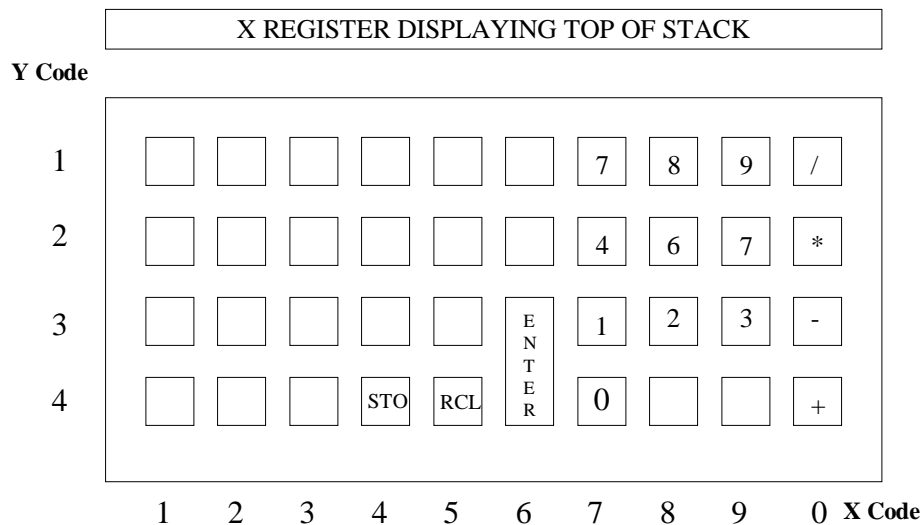 X REGISTER DISPLAYING TOP OF STACK
Y Code
1 7 8 9 /
2 4 6 7 *
3 1 2 3 -
ENTER
4 STO RCL 0 +
1 2 3 4 5 6 7 8 9 0 X Code